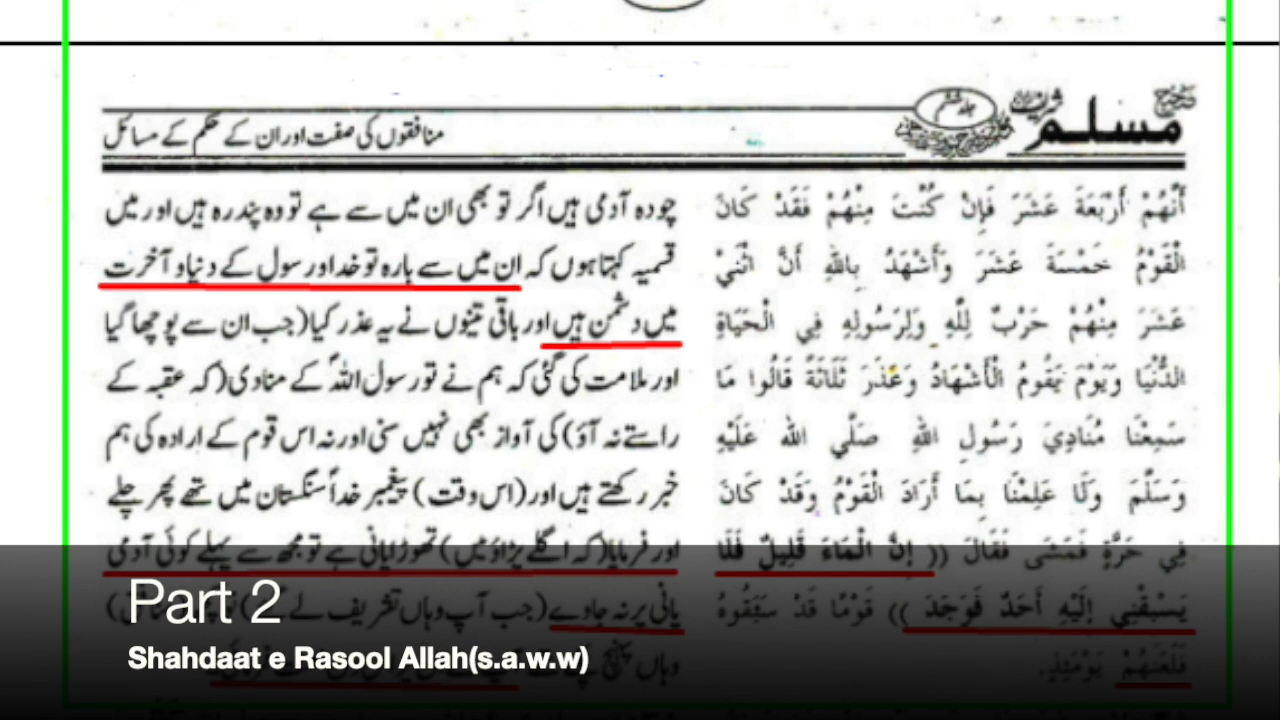 صحیح مسلم شریف
جلد ششم
منافقوں کی صفت اور ان کے حکم کے مسائل
أَنَّهُمْ أَرْبَعَةَ عَشَرَ فَإِنْ كُنْتَ مِنْهُمْ فَقَدْ كَانَ
الْقَوْمُ خَمْسَةَ عَشَرَ وَأَشْهَدُ بِاللهِ أَنَّ اثْنَيْ
عَشَرَ مِنْهُمْ حَرْبٌ لِلَّهِ وَلِرَسُولِهِ فِي الْحَيَاةِ
الدُّنْيَا وَيَوْمَ يَقُومُ الْأَشْهَادُ وَعَذَرَ ثَلَاثَةً قَالُوا مَا
سَمِعْنَا مُنَادِيَ رَسُولِ اللهِ صَلَّي الله عَلَيْهِ
وَسَلَّمَ وَلَا عَلِمْنَا بِمَا أَرَادَ الْقَوْمُ وَقَدْ كَانَ
فِي حَرَّةٍ فَمَشَى فَقَالَ (( إِنَّ الْمَاءَ قَلِيلٌ فَلَا
يَسْبِقْنِي إِلَيْهِ أَحَدٌ فَوَجَدَ )) قَوْمًا قَدْ سَبَقُوهُ
فَلَعَنَهُمْ يَوْمَئِذٍ.
چودہ آدمی ہیں اگر تو بھی ان میں سے ہے تو وہ پندرہ ہیں اور میں
قسمیہ کہتا ہوں کہ ان میں سے بارہ تو خدا اور رسول کے دنیا و آخرت
میں دشمن ہیں اور باقی تینوں نے یہ عذر کیا (جب ان سے پوچھا گیا
اور ملامت کی گئی کہ ہم نے تو رسول اللہؐ کے منادی (کہ عقبہ کے
راستے نہ آؤ) کی آواز بھی نہیں سنی اور نہ اس قوم کے ارادہ کی ہم
خبر رکھتے ہیں اور (اس وقت) پیغمبر خداؐ سنگستان میں تھے پھر چلے
اور فرمایا (کہ اگلے پڑاؤ میں) تھوڑا پانی ہے تو مجھ سے پہلے کوئی آدمی
پانی پر نہ جاوے (جب آپ وہاں تشریف لے
وہاں پہنچ
Part 2
Shahdaat e Rasool Allah(s.a.w.w)